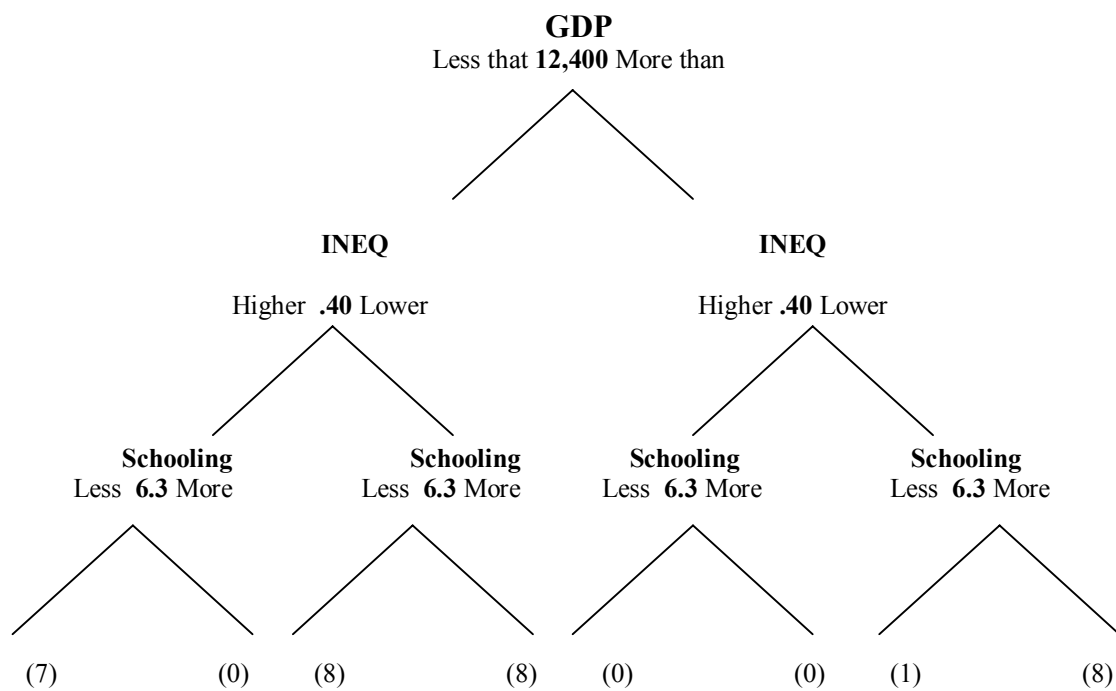 GDP
Less that 12,400 More than
INEQ INEQ
Higher .40 Lower Higher .40 Lower
Schooling Schooling Schooling Schooling
Less 6.3 More Less 6.3 More Less 6.3 More Less 6.3 More
(7) (0) (8) (8) (0) (0) (1) (8)